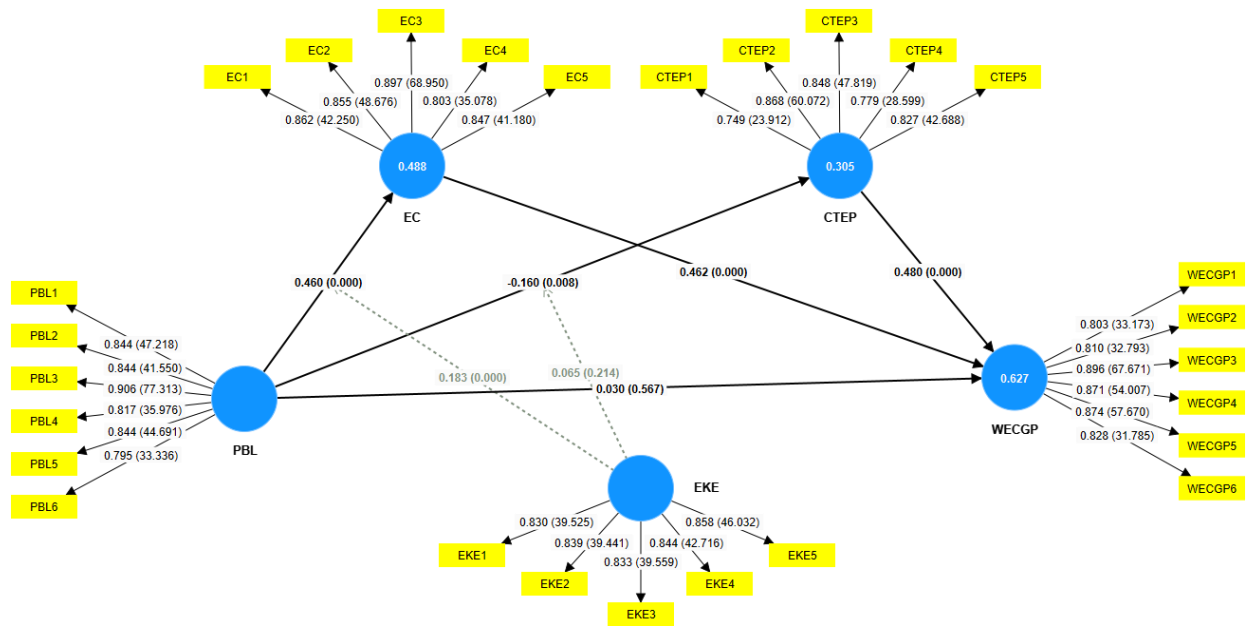 EC3
EC2
EC4
EC1
EC5
0.897 (68.950)
0.855 (48.676)
0.803 (35.078)
0.862 (42.250)
0.847 (41.180)
0.488
EC
CTEP3
CTEP2
CTEP4
CTEP1
CTEP5
0.848 (47.819)
0.868 (60.072)
0.779 (28.599)
0.749 (23.912)
0.827 (42.688)
0.305
CTEP
0.460 (0.000)
-0.160 (0.008)
0.462 (0.000)
0.480 (0.000)
0.183 (0.000)
0.065 (0.214)
0.030 (0.567)
PBL1
PBL2
PBL3
PBL4
PBL5
PBL6
0.844 (47.218)
0.844 (41.550)
0.906 (77.313)
0.817 (35.976)
0.844 (44.691)
0.795 (33.336)
PBL
WECGP1
WECGP2
WECGP3
WECGP4
WECGP5
WECGP6
0.803 (33.173)
0.810 (32.793)
0.896 (67.671)
0.871 (54.007)
0.874 (57.670)
0.828 (31.785)
0.627
WECGP
EKE
0.830 (39.525)
0.858 (46.032)
0.839 (39.441)
0.844 (42.716)
0.833 (39.559)
EKE1
EKE5
EKE2
EKE4
EKE3